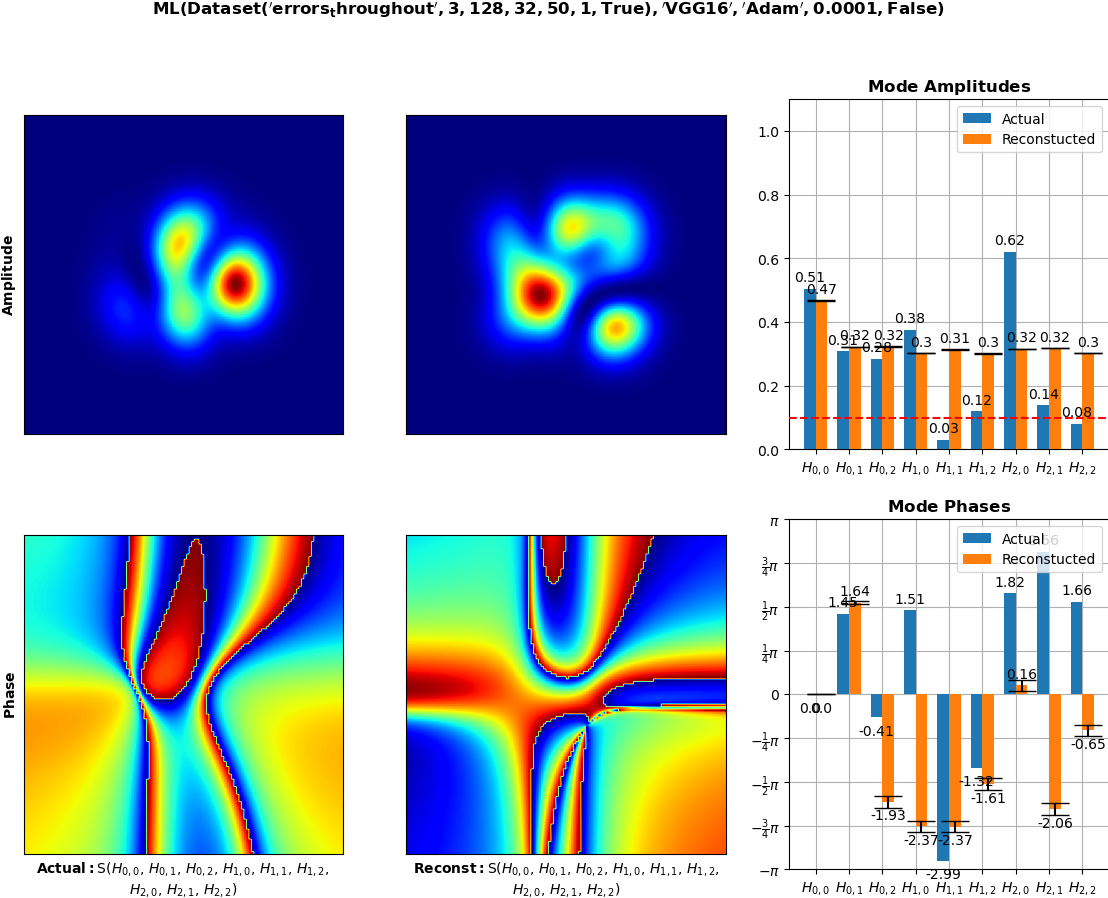 ML(Dataset('errors_throughout', 3, 128, 32, 50, 1, True), 'VGG16', 'Adam', 0.0001, False)
Amplitude
Mode Amplitudes
Actual
Reconstucted
1.0
0.8
0.6
0.4
0.2
0.0
0.51
0.47
0.31
0.32
0.28
0.32
0.38
0.3
0.03
0.31
0.12
0.3
0.62
0.32
0.14
0.32
0.08
0.3
H0,0 H0,1 H0,2 H1,0 H1,1 H1,2 H2,0 H2,1 H2,2
Phase
Actual: S(H0,0, H0,1, H0,2, H1,0, H1,1, H1,2,
H2,0, H2,1, H2,2)
Reconst: S(H0,0, H0,1, H0,2, H1,0, H1,1, H1,2,
H2,0, H2,1, H2,2)
Mode Phases
Actual
Reconstucted
π
3/4π
1/2π
1/4π
0
−1/4π
−1/2π
−3/4π
−π
0.0
0.0
1.45
1.64
-0.41
-1.93
1.51
-2.37
-2.99
-2.37
-1.32
-1.61
1.82
0.16
-2.06
1.66
-0.65
H0,0 H0,1 H0,2 H1,0 H1,1 H1,2 H2,0 H2,1 H2,2